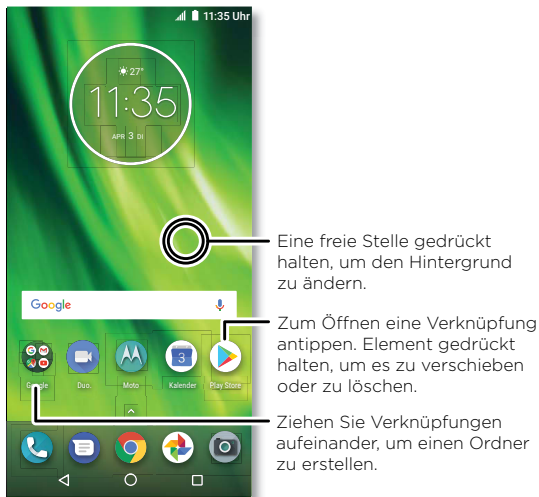 11:35 Uhr
27°
11:35
APR 3 DI
Eine freie Stelle gedrückt
halten, um den Hintergrund
zu ändern.
Google
Zum Öffnen eine Verknüpfung
antippen. Element gedrückt
halten, um es zu verschieben
oder zu löschen.
3
Google Duo. Moto Kalender Play Store
Ziehen Sie Verknüpfungen
aufeinander, um einen Ordner
zu erstellen.